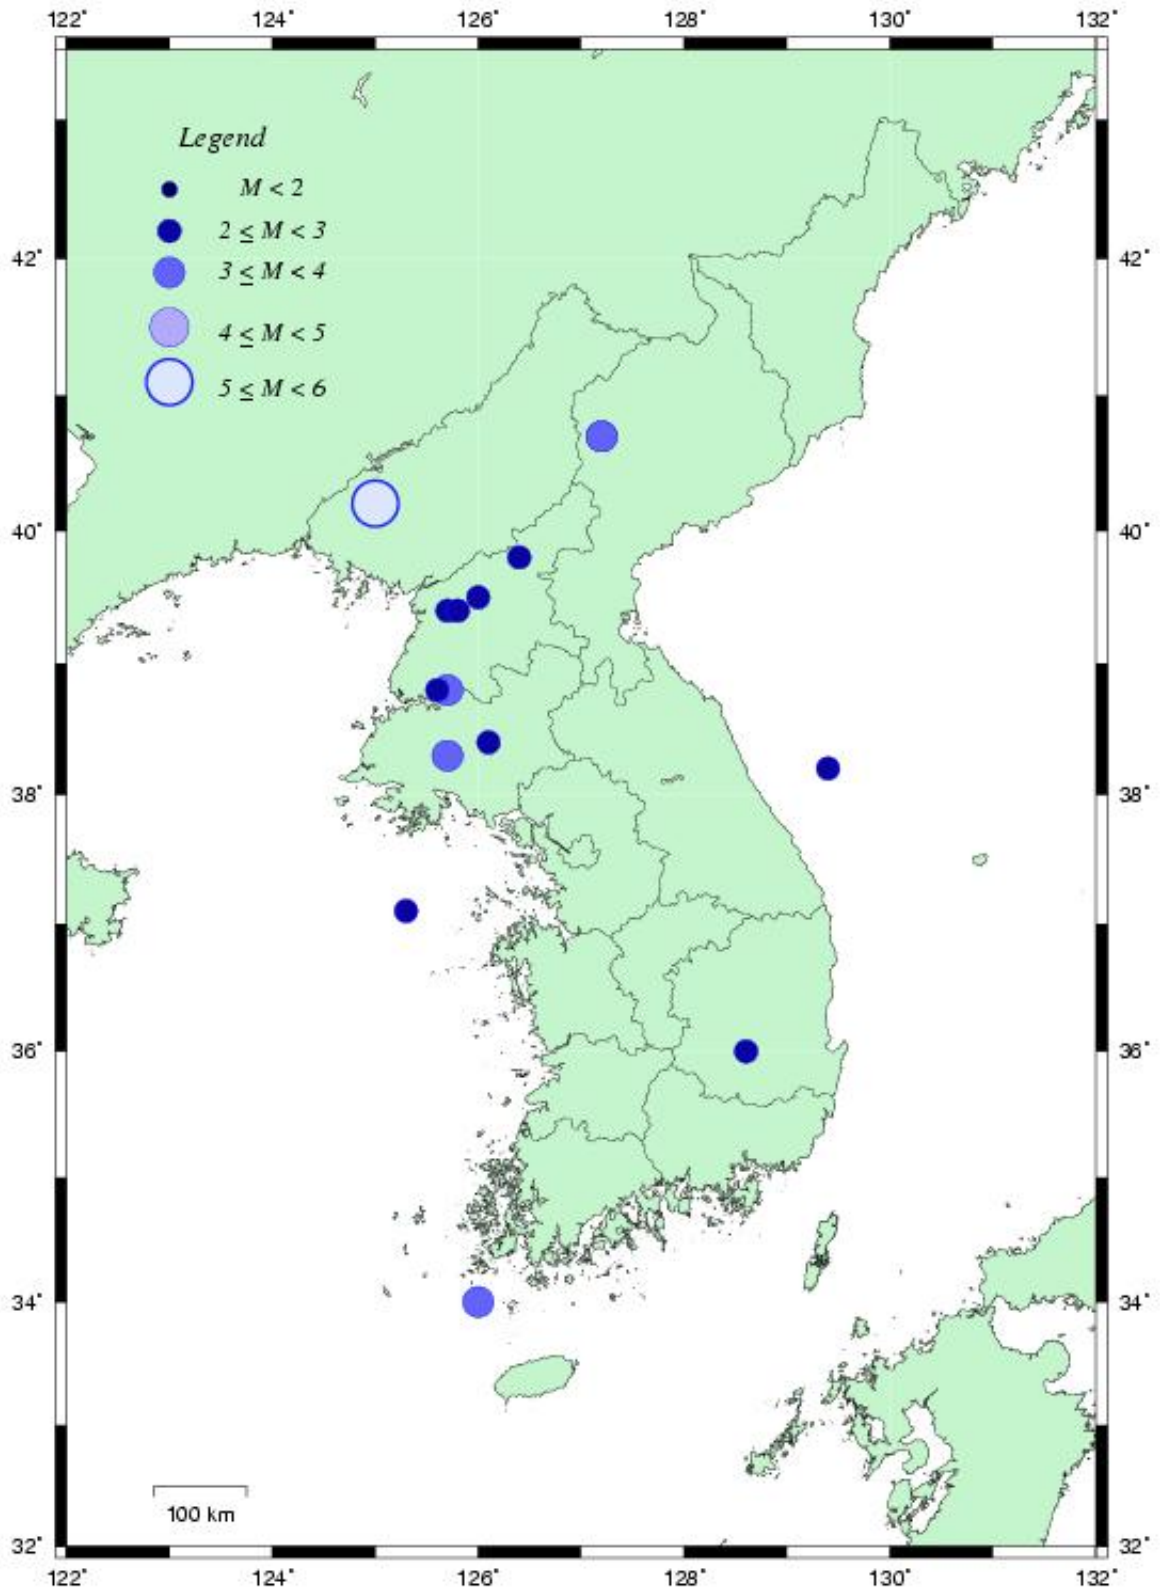 122˚ 124˚ 126˚ 128˚ 130˚ 132˚
Legend
M < 2
2 ≤ M < 3
42˚ 42˚
3 ≤ M < 4
4 ≤ M < 5
5 ≤ M < 6
40˚ 40˚
38˚ 38˚
36˚ 36˚
34˚ 34˚
100 km
32˚ 32˚
122˚ 124˚ 126˚ 128˚ 130˚ 132˚